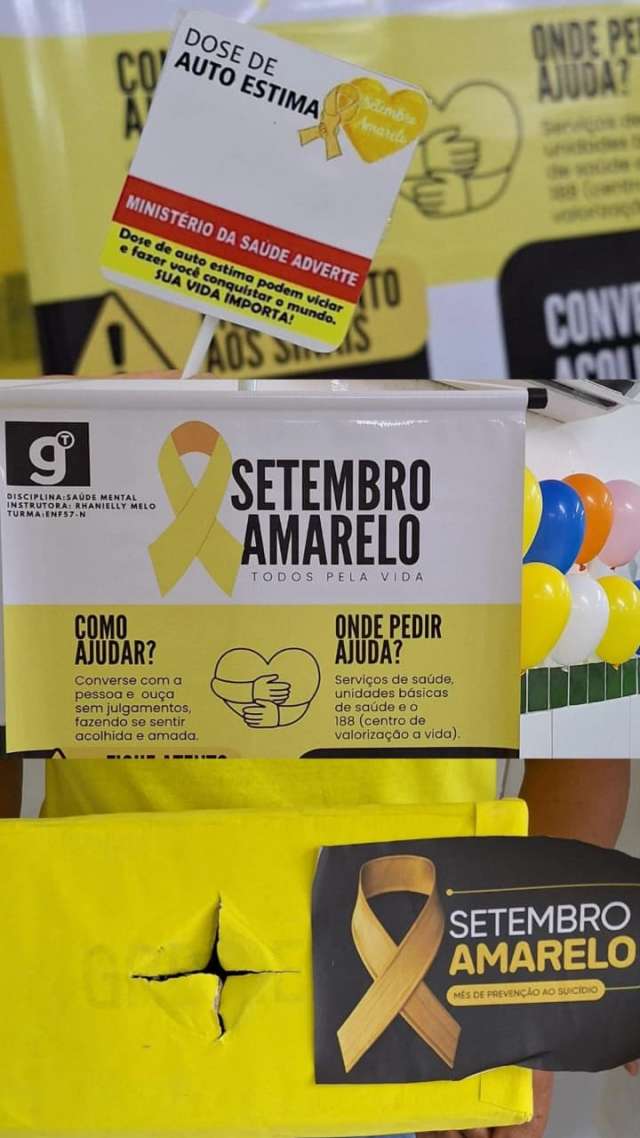 DOSE DE
AUTO ESTIMA
Setembro
Amarelo
MINISTÉRIO DA SAÚDE ADVERTE
Dose de auto estima podem viciar
e fazer você conquistar o mundo.
SUA VIDA IMPORTA!
ONDE PE
AJUDA?
188 (centro
CONV
g T
DISCIPLINA:SAÚDE MENTAL
INSTRUTORA: RHANIELLY MELO
TURMA:ENF57-N
SETEMBRO
AMARELO
TODOS PELA VIDA
COMO
AJUDAR?
Converse com a
pessoa e ouça
sem julgamentos,
fazendo se sentir
acolhida e amada.
ONDE PEDIR
AJUDA?
Serviços de saúde,
unidades básicas
de saúde e o
188 (centro de
valorização a vida).
SETEMBRO
AMARELO
MÊS DE PREVENÇÃO AO SUICÍDIO